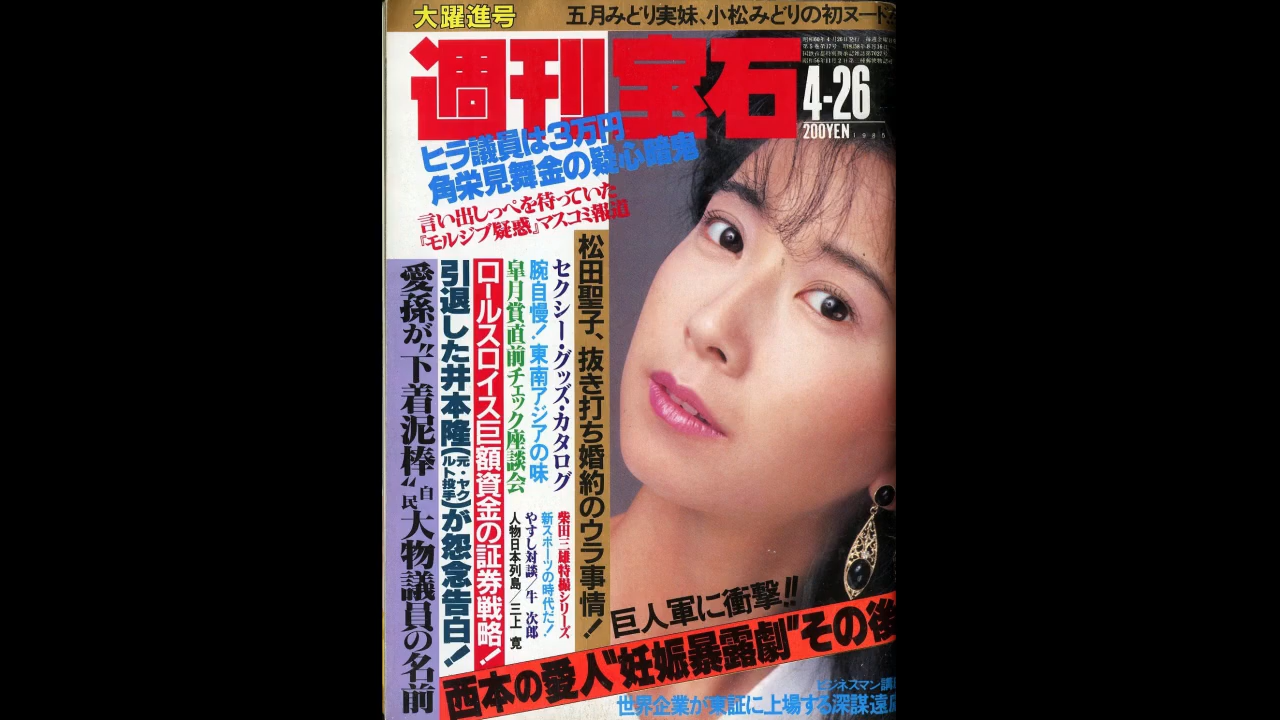 大躍進号
五月みどり実妹、小松みどりの初ヌード
週刊宝石
4-26
200YEN
1985
ヒラ議員は3万円
角栄見舞金の疑心暗鬼
言い出しっぺを待っていた
『モルジブ疑惑』マスコミ報道
松田聖子、抜き打ち婚約のウラ事情!
セクシー・グッズ・カタログ
腕自慢!東南アジアの味
皐月賞直前チェック座談会
柴田三雄特撮シリーズ
新スポーツの時代だ!
やすし対談/牛次郎
人物日本列島/三上寛
ロールスロイス巨額資金の証券戦略!
引退した井本隆(元・ヤクルト投手)が怨念告白!
愛孫が“下着泥棒”自民大物議員の名前
巨人軍に衝撃!!
西本の愛人“妊娠暴露劇”その後
ビジネスマン講
世界企業が東証に上場する深謀遠